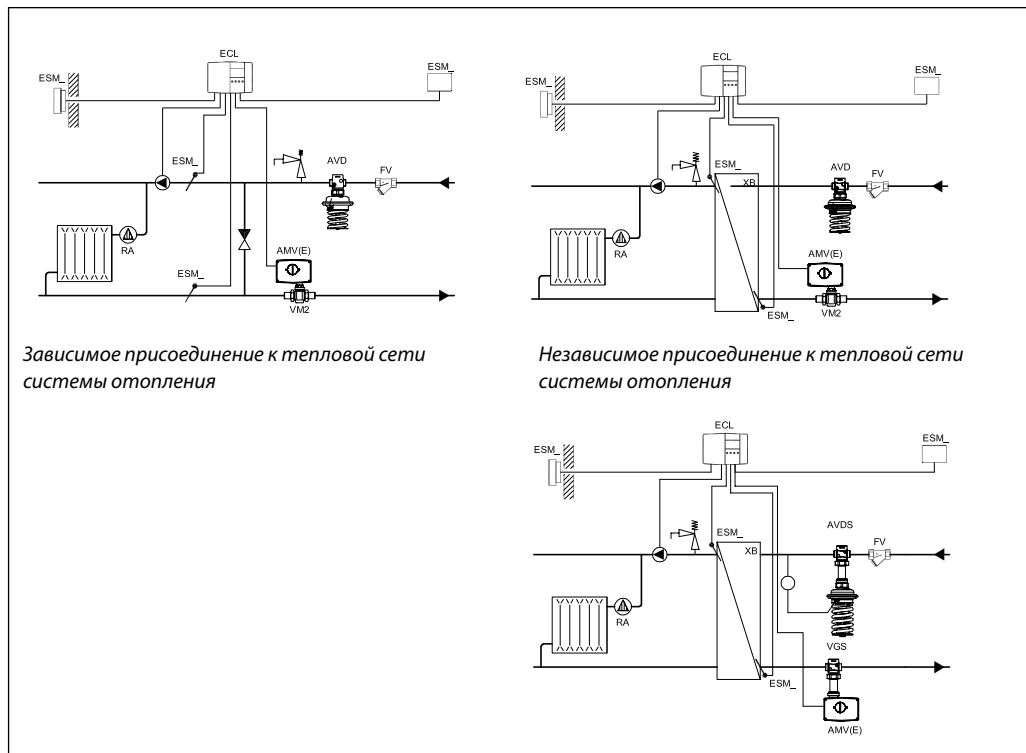 ECL
ESM_
ESM_
ESM_
AVD
FV
RA
AMV(E)
ESM_
VM2
Зависимое присоединение к тепловой сети
системы отопления
ECL
ESM_
ESM_
ESM_
XB
AVD
FV
RA
AMV(E)
ESM_
VM2
Независимое присоединение к тепловой сети
системы отопления
ECL
ESM_
ESM_
ESM_
XB
AVDS
FV
RA
VGS
ESM_
AMV(E)